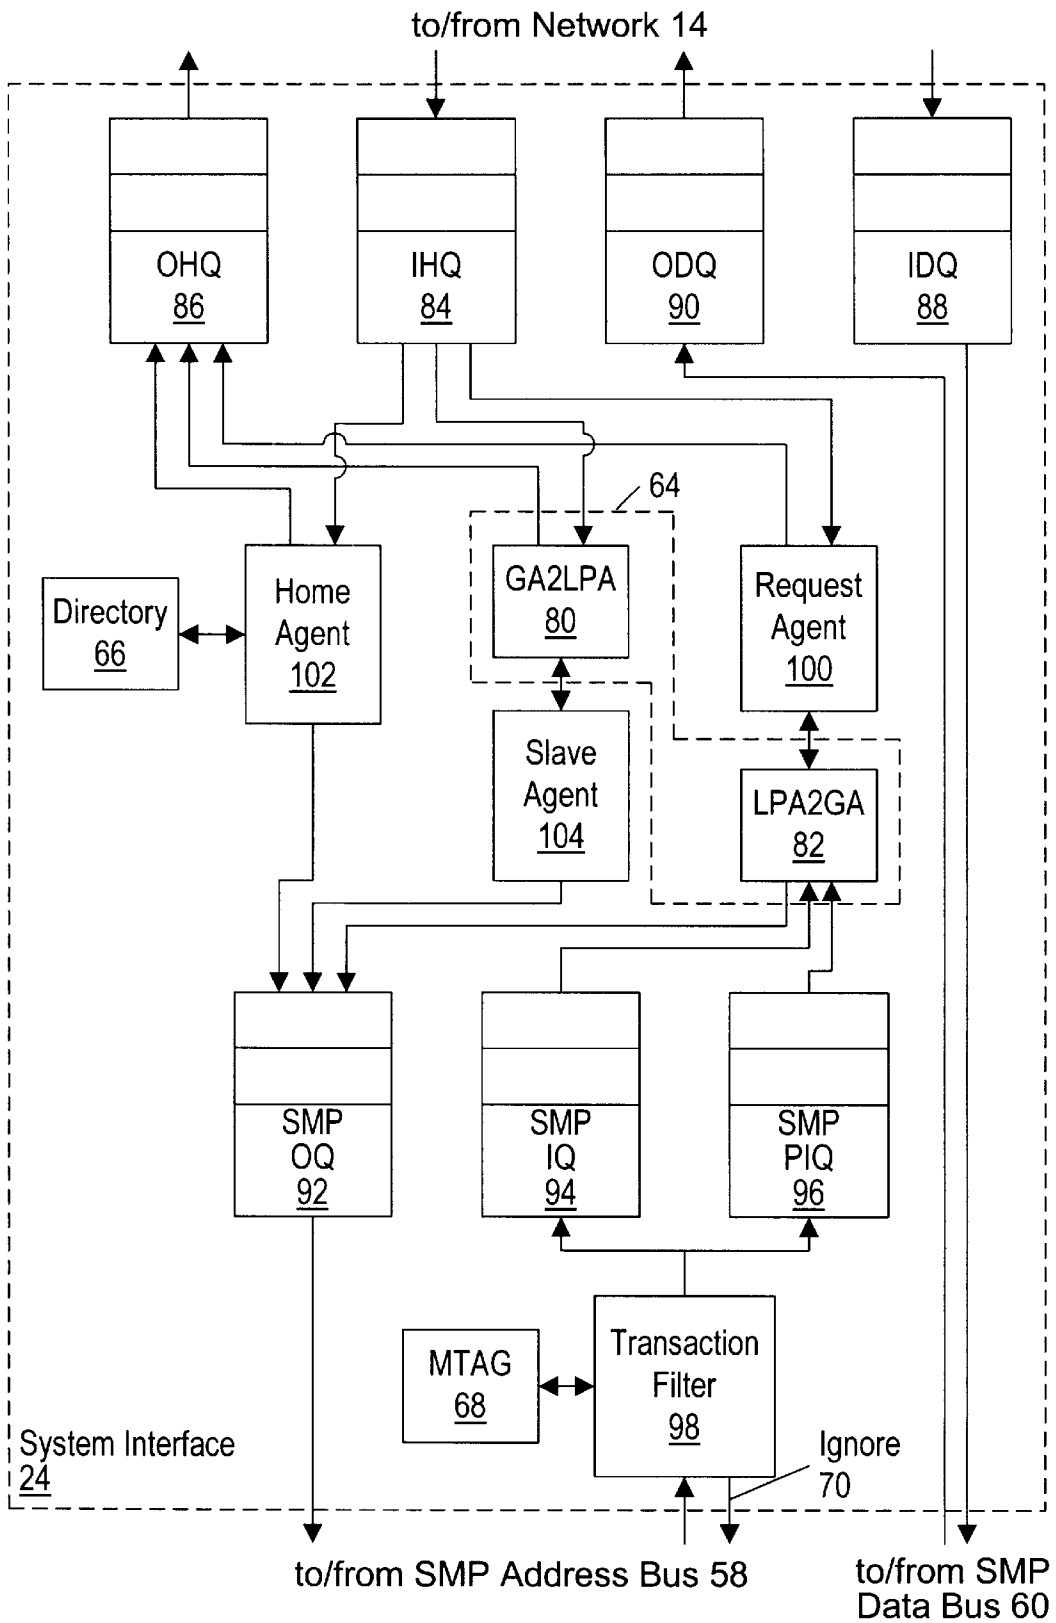 to/from Network 14
OHQ
86
IHQ
84
ODQ
90
IDQ
88
64
Directory
66
Home
Agent
102
GA2LPA
80
Request
Agent
100
Slave
Agent
104
LPA2GA
82
SMP
OQ
92
SMP
IQ
94
SMP
PIQ
96
MTAG
68
Transaction
Filter
98
System Interface
24
Ignore
70
to/from SMP Address Bus 58
to/from SMP
Data Bus 60